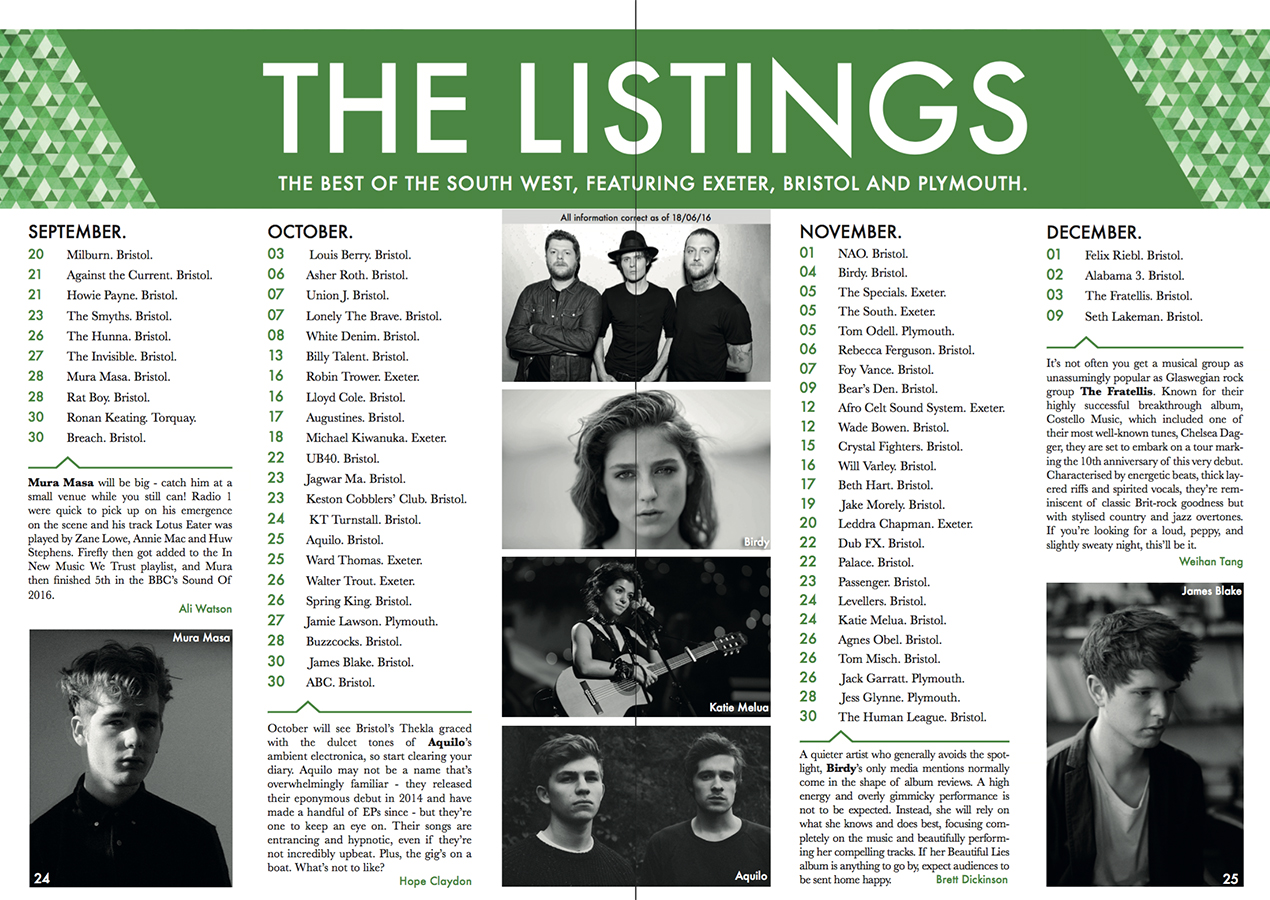 THE LISTINGS
THE BEST OF THE SOUTH WEST, FEATURING EXETER, BRISTOL AND PLYMOUTH.
SEPTEMBER.
20 Milburn. Bristol.
21 Against the Current. Bristol.
21 Howie Payne. Bristol.
23 The Smyths. Bristol.
26 The Hunna. Bristol.
27 The Invisible. Bristol.
28 Mura Masa. Bristol.
28 Rat Boy. Bristol.
30 Ronan Keating. Torquay.
30 Breach. Bristol.
Mura Masa will be big - catch him at a
small venue while you still can! Radio 1
were quick to pick up on his emergence
on the scene and his track Lotus Eater was
played by Zane Lowe, Annie Mac and Huw
Stephens. Firefly then got added to the In
New Music We Trust playlist, and Mura
then finished 5th in the BBC's Sound Of
2016.
Ali Watson
Mura Masa
24
OCTOBER.
03 Louis Berry. Bristol.
06 Asher Roth. Bristol.
07 Union J. Bristol.
07 Lonely The Brave. Bristol.
08 White Denim. Bristol.
13 Billy Talent. Bristol.
16 Robin Trower. Exeter.
16 Lloyd Cole. Bristol.
17 Augustines. Bristol.
18 Michael Kiwanuka. Exeter.
22 UB40. Bristol.
23 Jagwar Ma. Bristol.
23 Keston Cobblers' Club. Bristol.
24 KT Turnstall. Bristol.
25 Aquilo. Bristol.
25 Ward Thomas. Exeter.
26 Walter Trout. Exeter.
26 Spring King. Bristol.
27 Jamie Lawson. Plymouth.
28 Buzzcocks. Bristol.
30 James Blake. Bristol.
30 ABC. Bristol.
October will see Bristol's Thekla graced
with the dulcet tones of Aquilo's
ambient electronica, so start clearing your
diary. Aquilo may not be a name that's
overwhelmingly familiar - they released
their eponymous debut in 2014 and have
made a handful of EPs since - but they're
one to keep an eye on. Their songs are
entrancing and hypnotic, even if they're
not incredibly upbeat. Plus, the gig's on a
boat. What's not to like?
Hope Claydon
All information correct as of 18/06/16
Birdy
Katie Melua
Aquilo
NOVEMBER.
01 NAO. Bristol.
04 Birdy. Bristol.
05 The Specials. Exeter.
05 The South. Exeter.
05 Tom Odell. Plymouth.
06 Rebecca Ferguson. Bristol.
07 Foy Vance. Bristol.
09 Bear's Den. Bristol.
12 Afro Celt Sound System. Exeter.
12 Wade Bowen. Bristol.
15 Crystal Fighters. Bristol.
16 Will Varley. Bristol.
17 Beth Hart. Bristol.
19 Jake Morely. Bristol.
20 Leddra Chapman. Exeter.
22 Dub FX. Bristol.
22 Palace. Bristol.
23 Passenger. Bristol.
24 Levellers. Bristol.
24 Katie Melua. Bristol.
26 Agnes Obel. Bristol.
26 Tom Misch. Bristol.
26 Jack Garratt. Plymouth.
28 Jess Glynne. Plymouth.
30 The Human League. Bristol.
A quieter artist who generally avoids the spot-
light, Birdy's only media mentions normally
come in the shape of album reviews. A high
energy and overly gimmicky performance is
not to be expected. Instead, she will rely on
what she knows and does best, focusing com-
pletely on the music and beautifully perform-
ing her compelling tracks. If her Beautiful Lies
album is anything to go by, expect audiences to
be sent home happy. Brett Dickinson
DECEMBER.
01 Felix Riebl. Bristol.
02 Alabama 3. Bristol.
03 The Fratellis. Bristol.
09 Seth Lakeman. Bristol.
It's not often you get a musical group as
unassumingly popular as Glaswegian rock
group The Fratellis. Known for their
highly successful breakthrough album,
Costello Music, which included one of
their most well-known tunes, Chelsea Dag-
ger, they are set to embark on a tour mark-
ing the 10th anniversary of this very debut.
Characterised by energetic beats, thick lay-
ered riffs and spirited vocals, they're rem-
iniscent of classic Brit-rock goodness but
with stylised country and jazz overtones.
If you're looking for a loud, peppy, and
slightly sweaty night, this'll be it.
Weihan Tang
James Blake
25